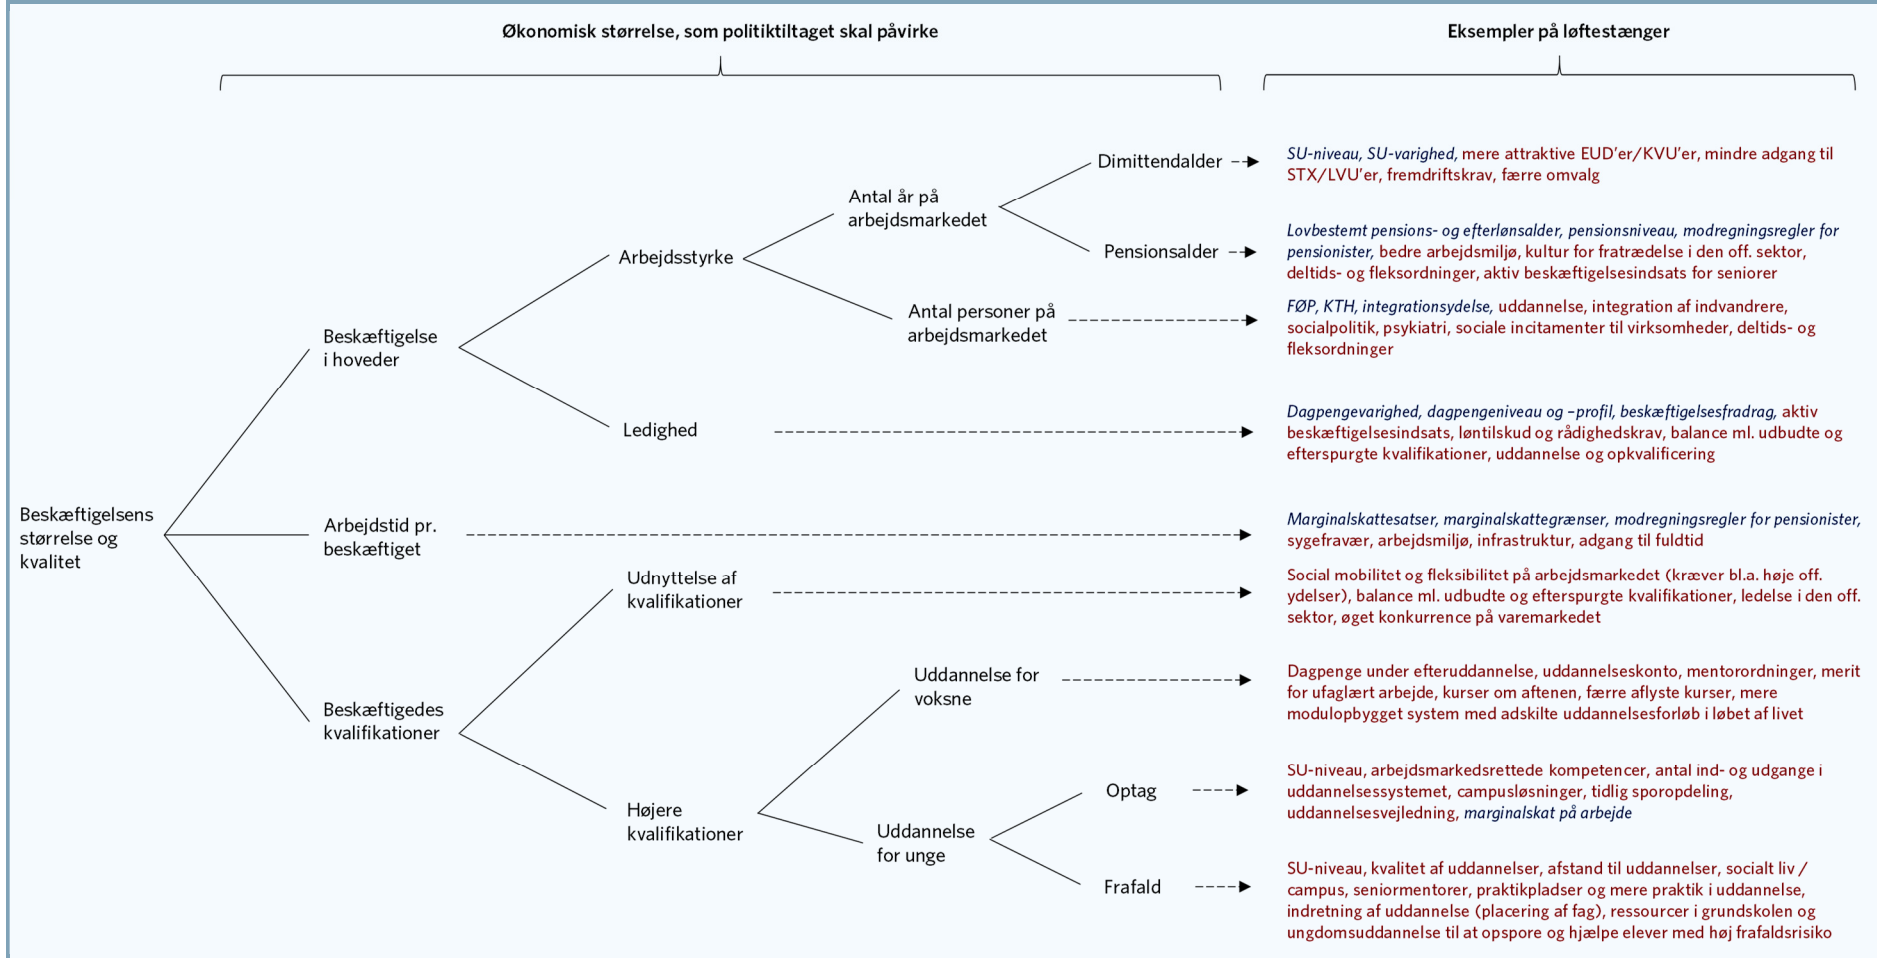 Økonomisk størrelse, som politiktiltaget skal påvirke
Eksempler på løftestænger
Beskæftigelsens
størrelse og
kvalitet
Beskæftigelse
i hoveder
Arbejdsstyrke
Antal år på
arbejdsmarkedet
Dimittendalder
SU-niveau, SU-varighed, mere attraktive EUD’er/KVU’er, mindre adgang til
STX/LVU’er, fremdriftskrav, færre omvalg
Pensionsalder
Lovbestemt pensions- og efterlønsalder, pensionsniveau, modregningsregler for
pensionister, bedre arbejdsmiljø, kultur for fratrædelse i den off. sektor,
deltids- og fleksordninger, aktiv beskæftigelsesindsats for seniorer
Antal personer på
arbejdsmarkedet
FØP, KTH, integrationsydelse, uddannelse, integration af indvandrere,
socialpolitik, psykiatri, sociale incitamenter til virksomheder, deltids- og
fleksordninger
Ledighed
Dagpengevarighed, dagpengeniveau og –profil, beskæftigelsesfradrag, aktiv
beskæftigelsesindsats, løntilskud og rådighedskrav, balance ml. udbudte og
efterspurgte kvalifikationer, uddannelse og opkvalificering
Arbejdstid pr.
beskæftiget
Marginalskattesatser, marginalskattegrænser, modregningsregler for pensionister,
sygefravær, arbejdsmiljø, infrastruktur, adgang til fuldtid
Beskæftigedes
kvalifikationer
Udnyttelse af
kvalifikationer
Social mobilitet og fleksibilitet på arbejdsmarkedet (kræver bl.a. høje off.
ydelser), balance ml. udbudte og efterspurgte kvalifikationer, ledelse i den off.
sektor, øget konkurrence på varemarkedet
Højere
kvalifikationer
Uddannelse for
voksne
Dagpenge under efteruddannelse, uddannelseskonto, mentorordninger, merit
for ufaglært arbejde, kurser om aftenen, færre aflyste kurser, mere
modulopbygget system med adskilte uddannelsesforløb i løbet af livet
Uddannelse
for unge
Optag
SU-niveau, arbejdsmarkedsrettede kompetencer, antal ind- og udgange i
uddannelsessystemet, campusløsninger, tidlig sporopdeling,
uddannelsesvejledning, marginalskat på arbejde
Frafald
SU-niveau, kvalitet af uddannelser, afstand til uddannelser, socialt liv /
campus, seniormentorer, praktikpladser og mere praktik i uddannelse,
indretning af uddannelse (placering af fag), ressourcer i grundskolen og
ungdomsuddannelse til at opspore og hjælpe elever med høj frafaldsrisiko